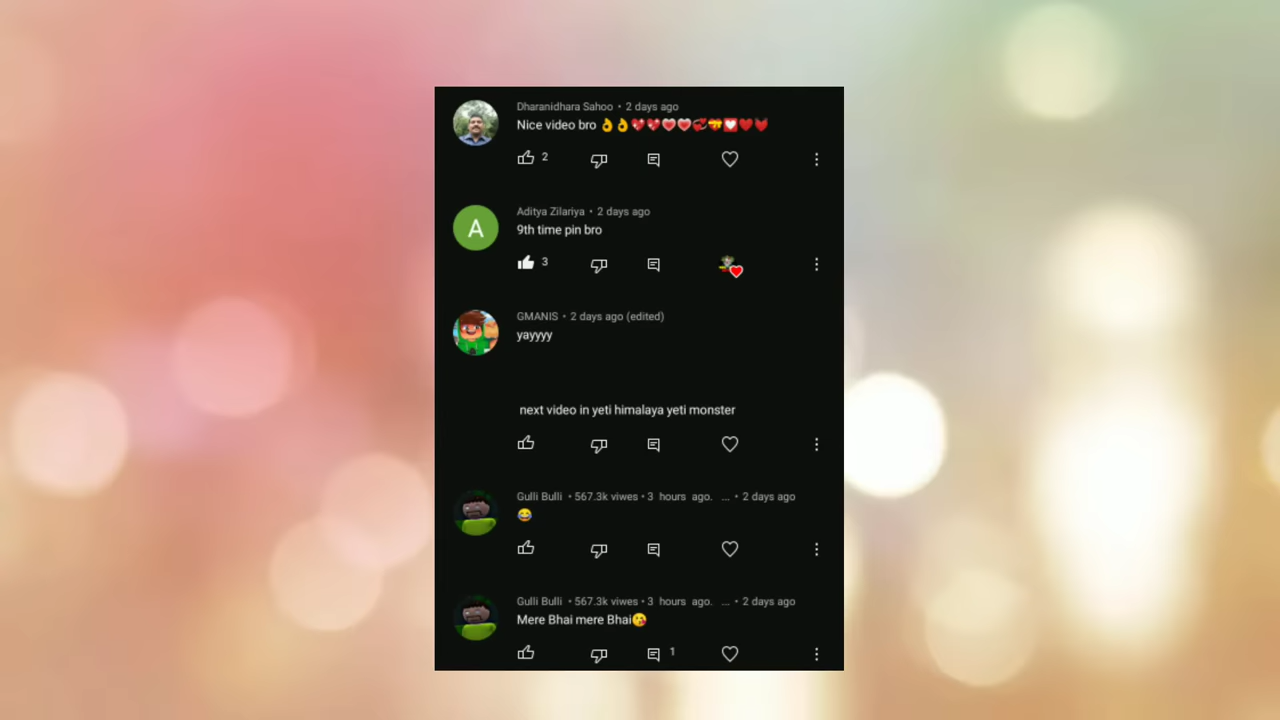 Dharanidhara Sahoo • 2 days ago
Nice video bro 👌👌💖💖💗💗💞💝💟❤️💓
2
A
Aditya Zilariya • 2 days ago
9th time pin bro
3
GMANIS • 2 days ago (edited)
yayyyy
next video in yeti himalaya yeti monster
Gulli Bulli • 567.3k viwes • 3 hours ago. ... • 2 days ago
😂
Gulli Bulli • 567.3k viwes • 3 hours ago. ... • 2 days ago
Mere Bhai mere Bhai😘
1